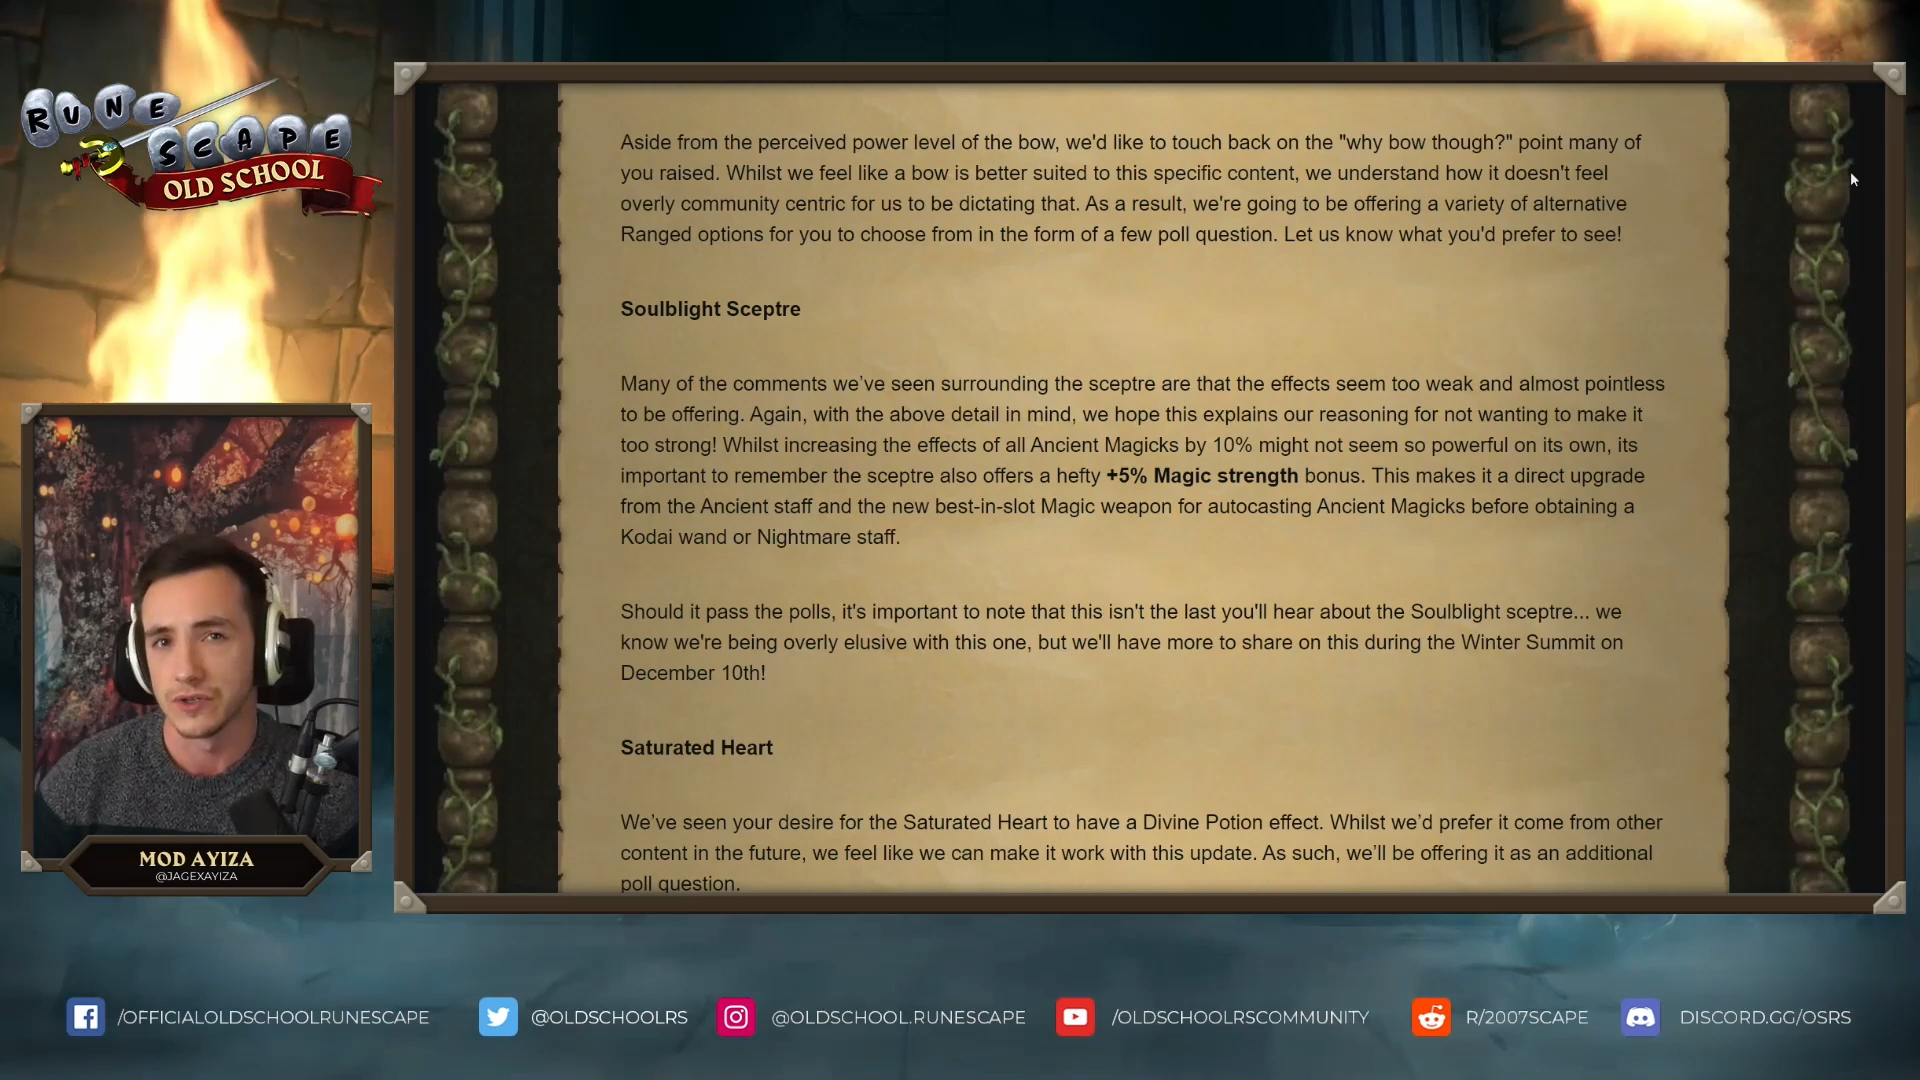 RUNE
SCAPE
OLD SCHOOL
Aside from the perceived power level of the bow, we'd like to touch back on the "why bow though?" point many of
you raised. Whilst we feel like a bow is better suited to this specific content, we understand how it doesn't feel
overly community centric for us to be dictating that. As a result, we're going to be offering a variety of alternative
Ranged options for you to choose from in the form of a few poll question. Let us know what you'd prefer to see!
Soulblight Sceptre
Many of the comments we've seen surrounding the sceptre are that the effects seem too weak and almost pointless
to be offering. Again, with the above detail in mind, we hope this explains our reasoning for not wanting to make it
too strong! Whilst increasing the effects of all Ancient Magicks by 10% might not seem so powerful on its own, its
important to remember the sceptre also offers a hefty +5% Magic strength bonus. This makes it a direct upgrade
from the Ancient staff and the new best-in-slot Magic weapon for autocasting Ancient Magicks before obtaining a
Kodai wand or Nightmare staff.
Should it pass the polls, it's important to note that this isn't the last you'll hear about the Soulblight sceptre... we
know we're being overly elusive with this one, but we'll have more to share on this during the Winter Summit on
December 10th!
Saturated Heart
We've seen your desire for the Saturated Heart to have a Divine Potion effect. Whilst we'd prefer it come from other
content in the future, we feel like we can make it work with this update. As such, we'll be offering it as an additional
poll question.
MOD AYIZA
@JAGEXAYIZA
/OFFICIALOLDSCHOOLRUNESCAPE
@OLDSCHOOLRS
@OLDSCHOOL.RUNESCAPE
/OLDSCHOOLRSCOMMUNITY
R/2007SCAPE
DISCORD.GG/OSRS